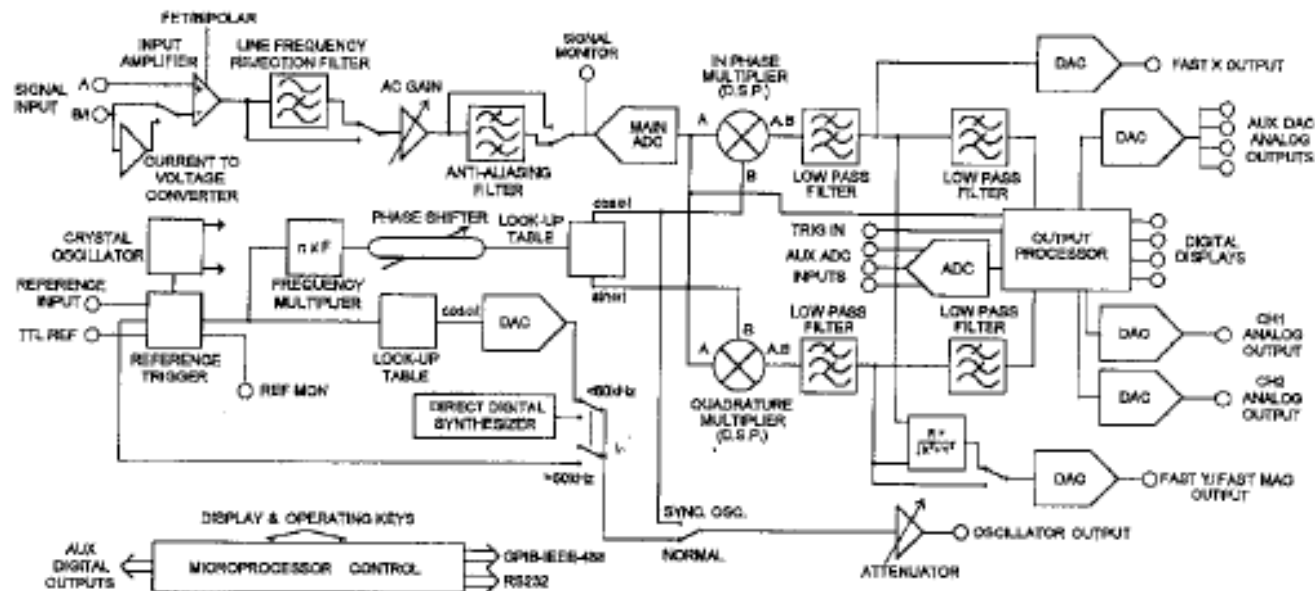 FET/BIPOLAR
INPUT
AMPLIFIER
LINE FREQUENCY
REJECTION FILTER
SIGNAL
MONITOR
IN PHASE
MULTIPLIER
(D.S.P.)
DAC
FAST X OUTPUT
SIGNAL
INPUT
A
B/I
AC GAIN
MAIN
ADC
A
A.B
B
DAC
AUX DAC
ANALOG
OUTPUTS
CURRENT TO
VOLTAGE
CONVERTER
ANTI-ALIASING
FILTER
LOW PASS
FILTER
LOW PASS
FILTER
CRYSTAL
OSCILLATOR
n X F
FREQUENCY
MULTIPLIER
PHASE SHIFTER
LOOK-UP
TABLE
TRIG IN
AUX ADC
INPUTS
ADC
OUTPUT
PROCESSOR
DIGITAL
DISPLAYS
REFERENCE
INPUT
TTL REF
REFERENCE
TRIGGER
REF MON
LOOK-UP
TABLE
DAC
LOW PASS
FILTER
LOW PASS
FILTER
A
B
A.B
QUADRATURE
MULTIPLIER
(D.S.P.)
DAC
CH1
ANALOG
OUTPUT
DAC
CH2
ANALOG
OUTPUT
<60kHz
DIRECT DIGITAL
SYNTHESIZER
>60kHz
DAC
FAST Y/FAST MAG
OUTPUT
SYNC. OSC.
NORMAL
ATTENUATOR
OSCILLATOR OUTPUT
DISPLAY & OPERATING KEYS
AUX
DIGITAL
OUTPUTS
MICROPROCESSOR CONTROL
GPIB-IEEE-488
RS232